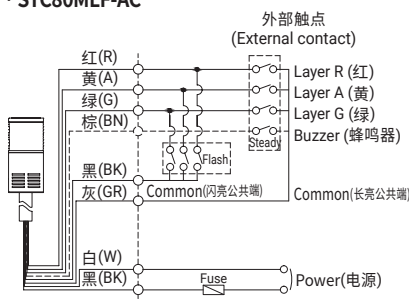 · STC80MLF-AC
外部触点
(External contact)
红(R)
黄(A)
绿(G)
棕(BN)
Layer R (红)
Layer A (黄)
Layer G (绿)
Buzzer (蜂鸣器)
Steady
Flash
黑(BK)
灰(GR)
Common(闪亮公共端)
Common(长亮公共端)
白(W)
黑(BK)
Fuse
Power(电源)